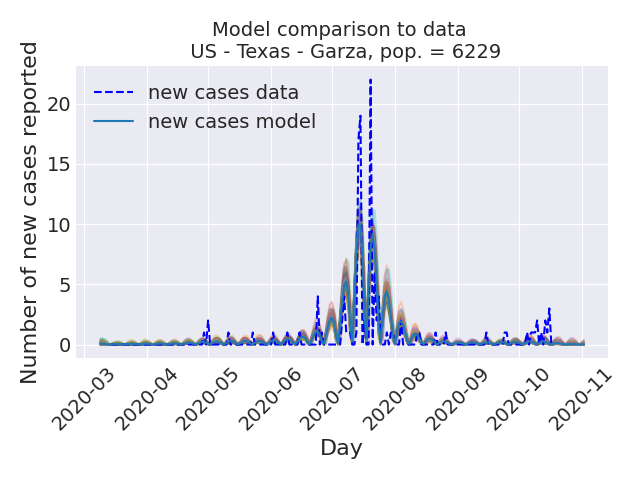 Model comparison to data
US - Texas - Garza, pop. = 6229
Number of new cases reported
20
15
10
5
0
new cases data
new cases model
2020-03
2020-04
2020-05
2020-06
2020-07
2020-08
2020-09
2020-10
2020-11
Day